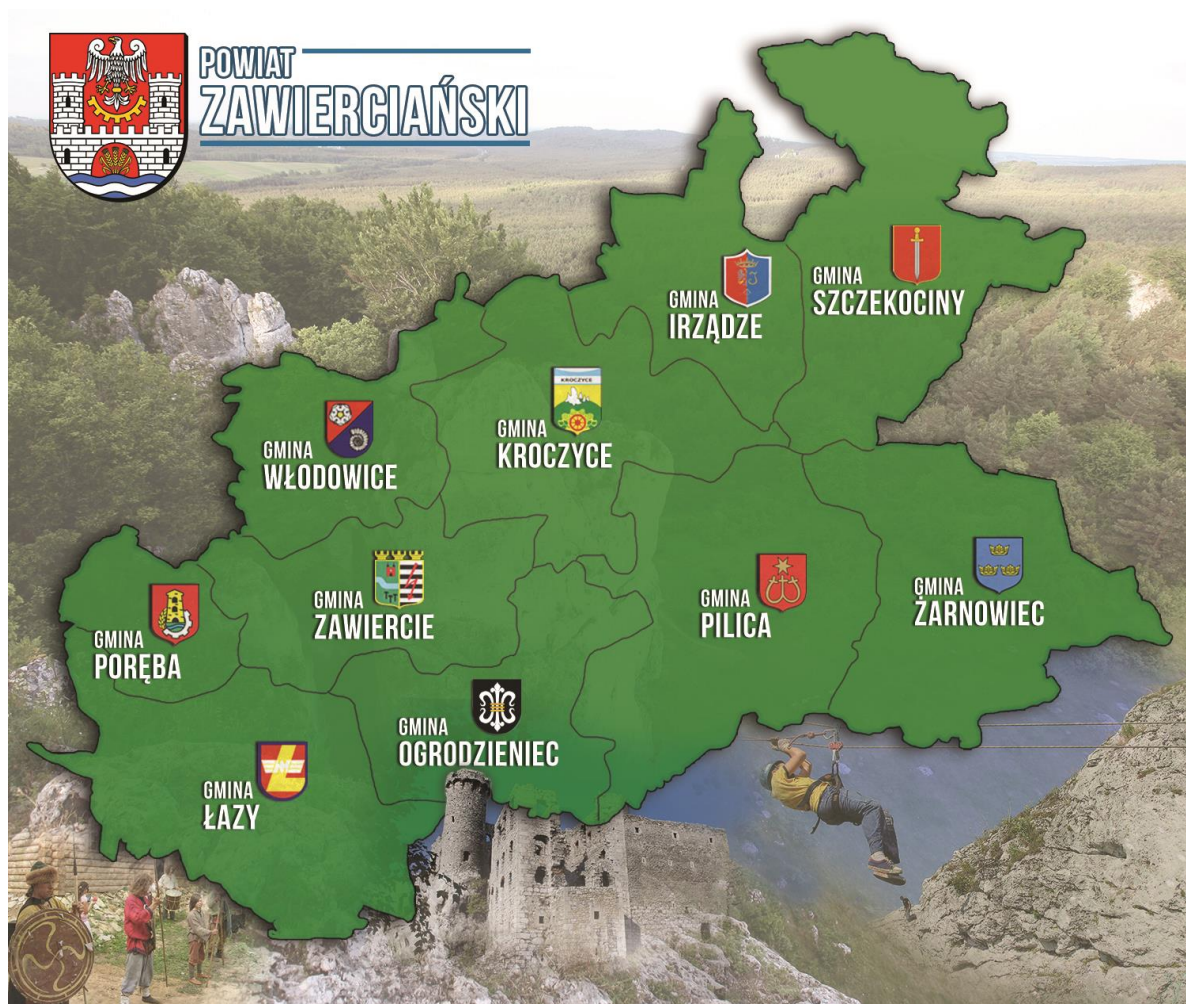 POWIAT
ZAWIERCIAŃSKI
GMINA
SZCZEKOCINY
GMINA
IRZĄDZE
KROCZYCE
GMINA
KROCZYCE
GMINA
WŁODOWICE
GMINA
ZAWIERCIE
GMINA
PILICA
GMINA
ŻARNOWIEC
GMINA
PORĘBA
GMINA
OGRODZIENIEC
GMINA
ŁAZY